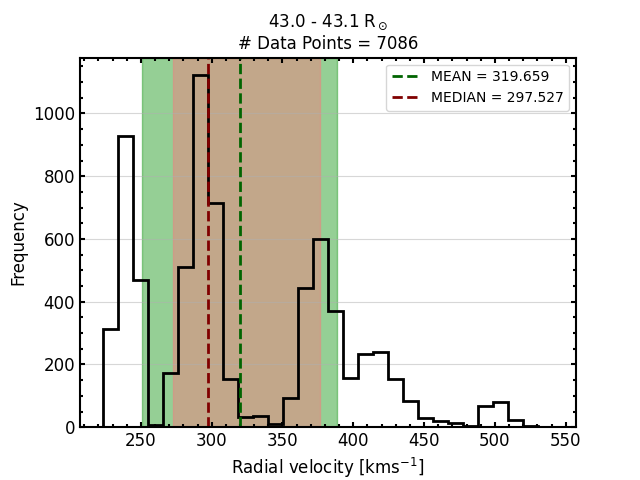 43.0 - 43.1 R⊙
# Data Points = 7086
MEAN = 319.659
MEDIAN = 297.527
Frequency
1000
800
600
400
200
0
250 300 350 400 450 500 550
Radial velocity [kms⁻¹]